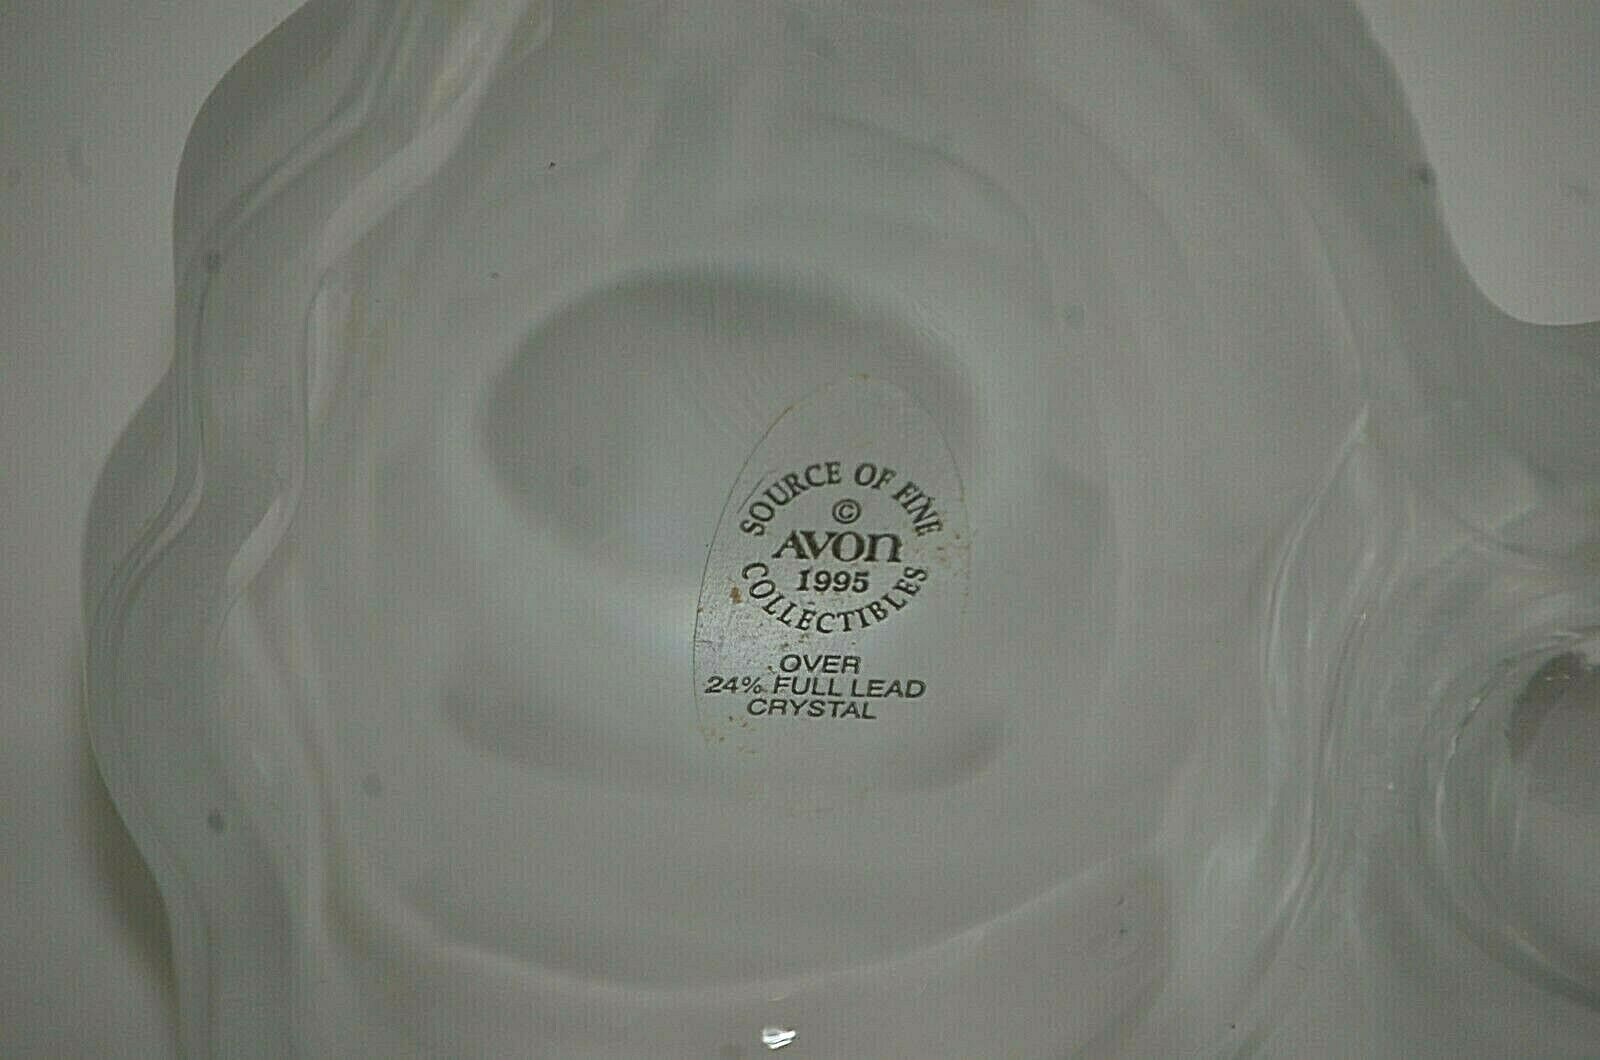 SOURCE OF FINE
©
AVON
1995
COLLECTIBLES
OVER
24% FULL LEAD
CRYSTAL